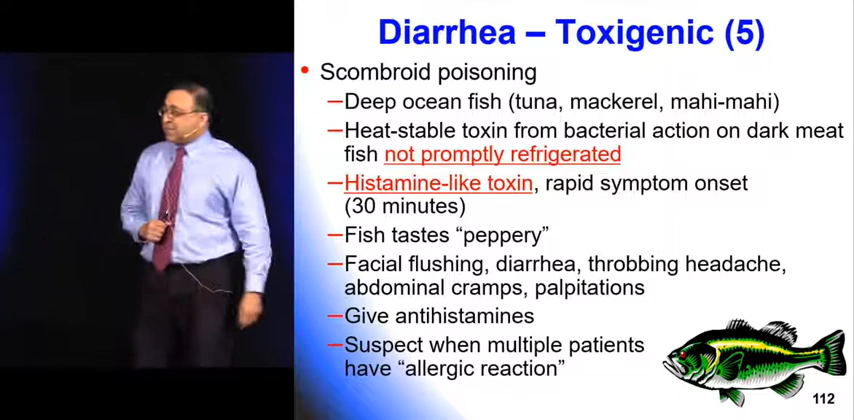 Diarrhea – Toxigenic (5)
• Scombroid poisoning
–Deep ocean fish (tuna, mackerel, mahi-mahi)
–Heat-stable toxin from bacterial action on dark meat
fish not promptly refrigerated
–Histamine-like toxin, rapid symptom onset
(30 minutes)
–Fish tastes “peppery”
–Facial flushing, diarrhea, throbbing headache,
abdominal cramps, palpitations
–Give antihistamines
–Suspect when multiple patients
have “allergic reaction”
112